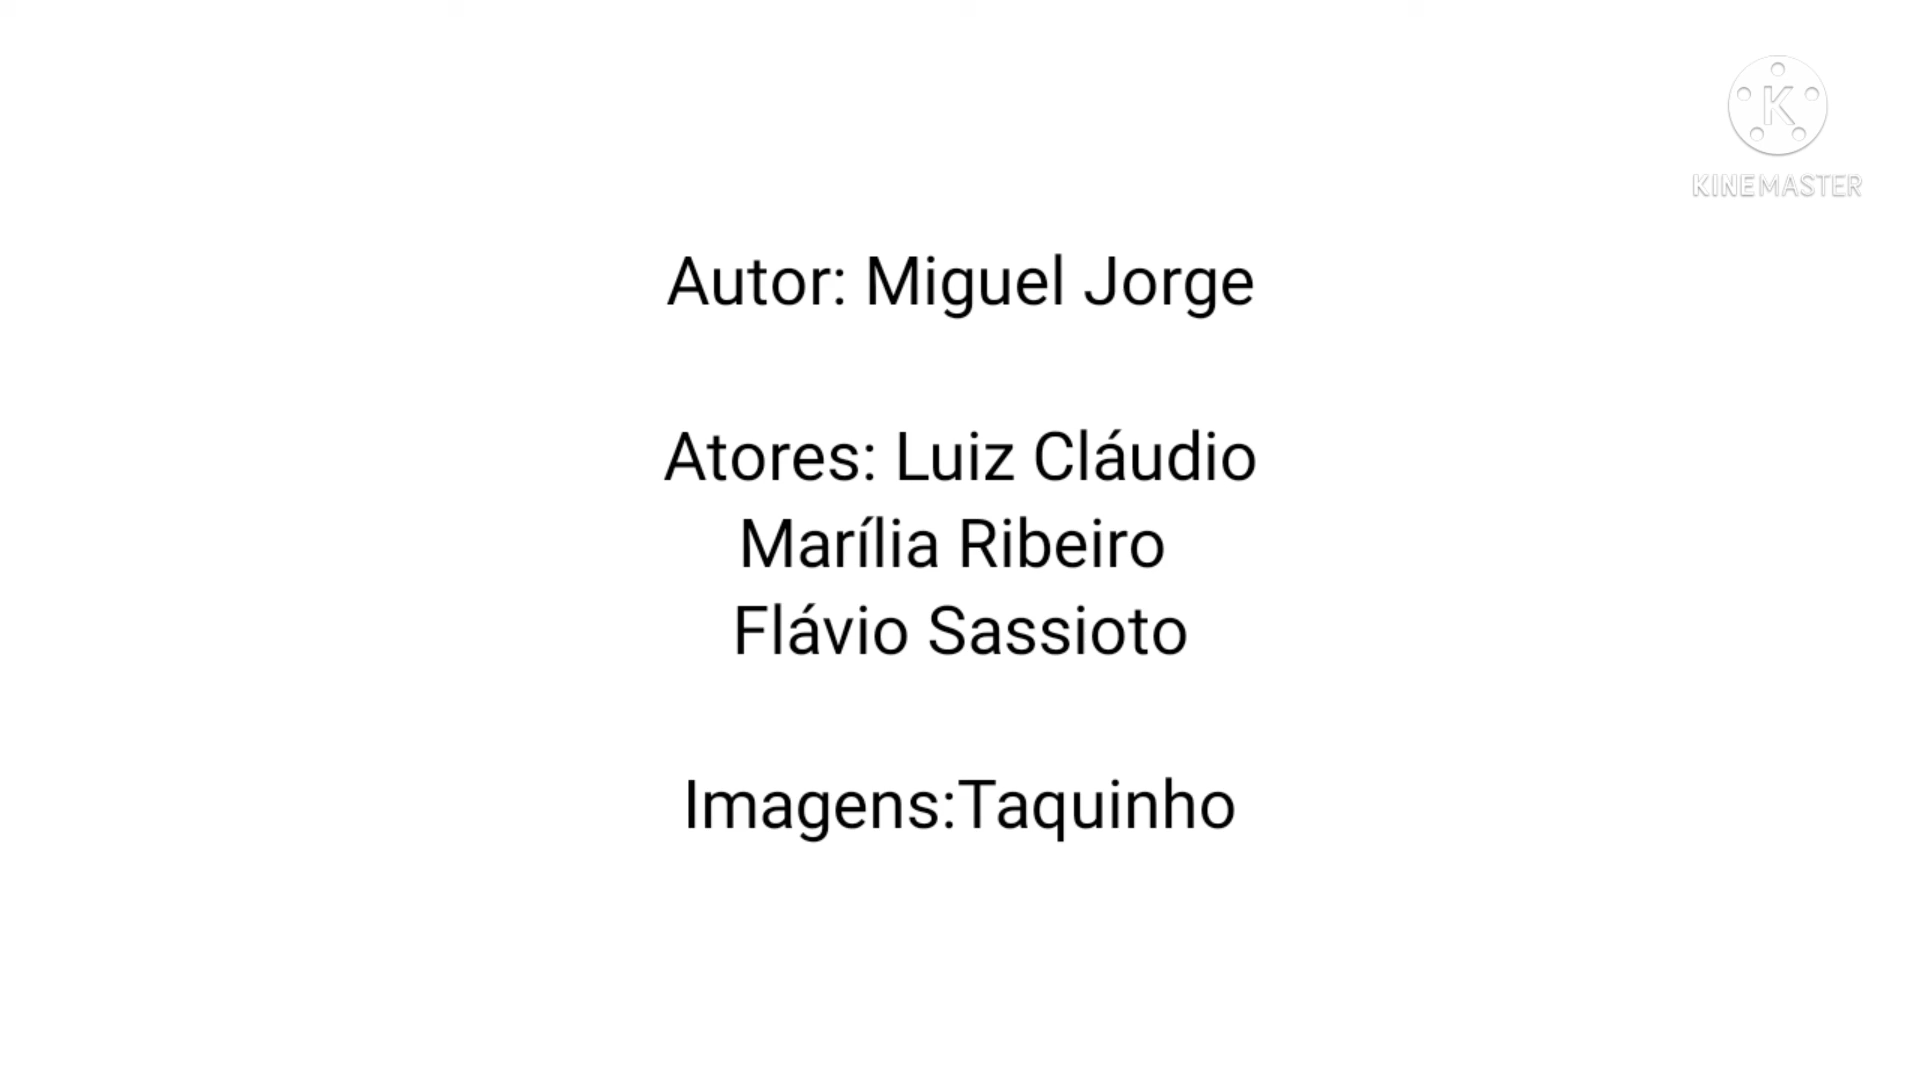 K
KINEMASTER
Autor: Miguel Jorge
Atores: Luiz Cláudio
Marília Ribeiro
Flávio Sassioto
Imagens:Taquinho